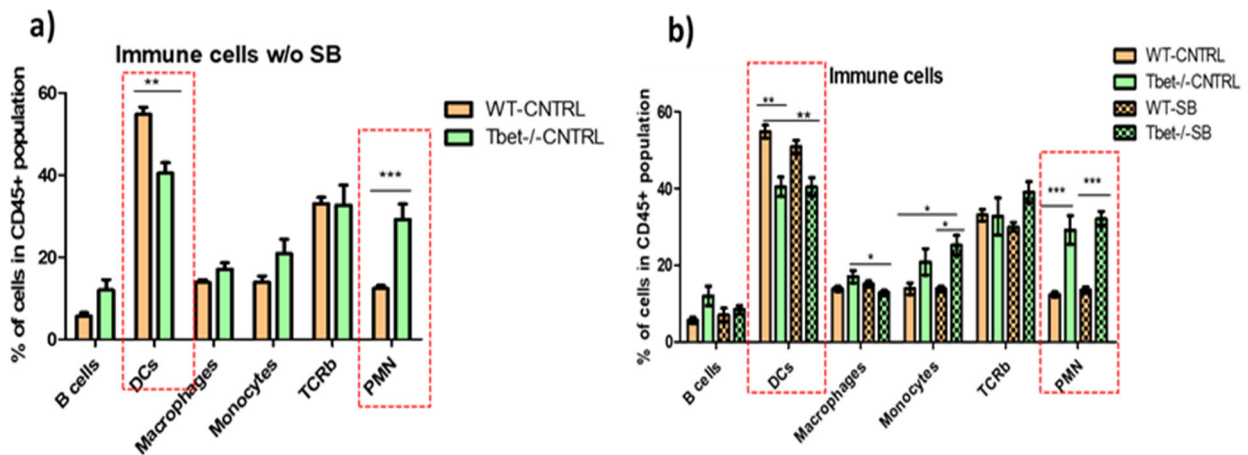 a)
Immune cells w/o SB
% of cells in CD45+ population
60
40
20
0
**
***
B cells
DCs
Macrophages
Monocytes
TCRb
PMN
WT-CNTRL
Tbet-/-CNTRL
b)
Immune cells
% of cells in CD45+ population
60
40
20
0
**
**
*
*
*
***
***
B cells
DCs
Macrophages
Monocytes
TCRb
PMN
WT-CNTRL
Tbet-/-CNTRL
WT-SB
Tbet-/-SB